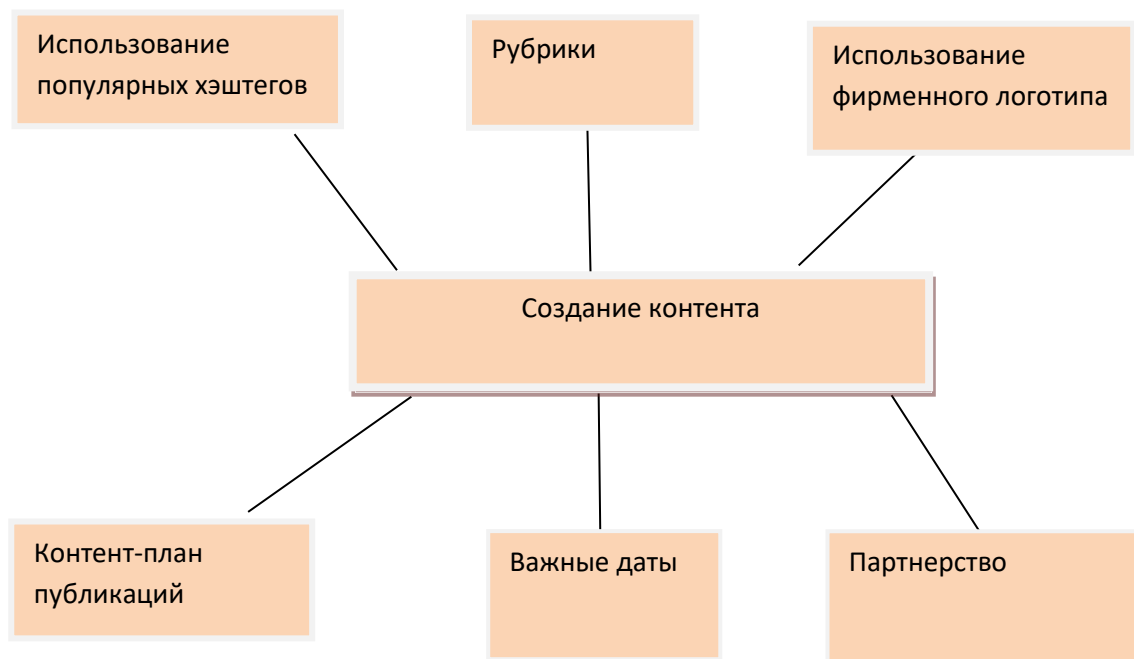 Использование
популярных хэштегов
Рубрики
Использование
фирменного логотипа
Создание контента
Контент-план
публикаций
Важные даты
Партнерство